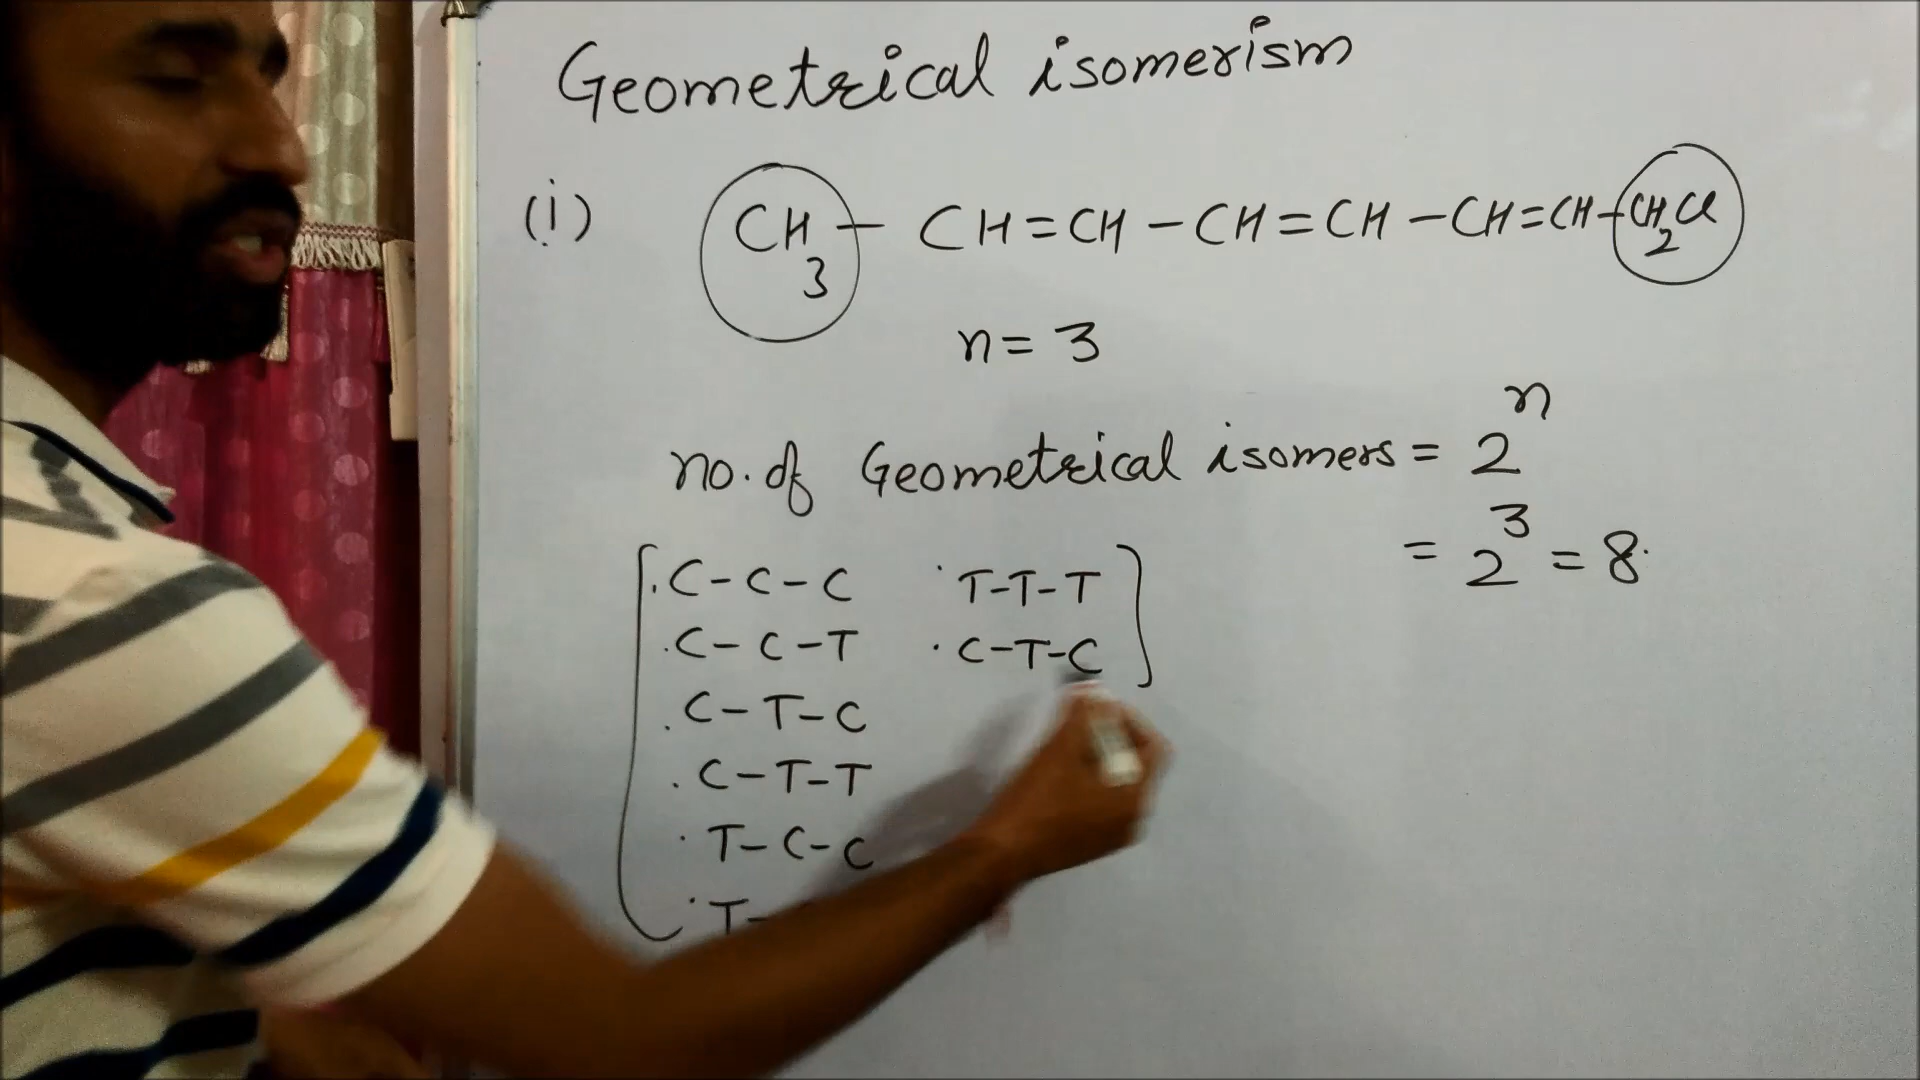 Geometrical isomerism
(i) CH3 - CH=CH - CH=CH - CH=CH - CH2Cl
n = 3
no. of Geometrical isomers = 2^n
= 2^3 = 8.
C-C-C
C-C-T
C-T-C
C-T-T
T-C-C
T-
T-T-T
C-T-C